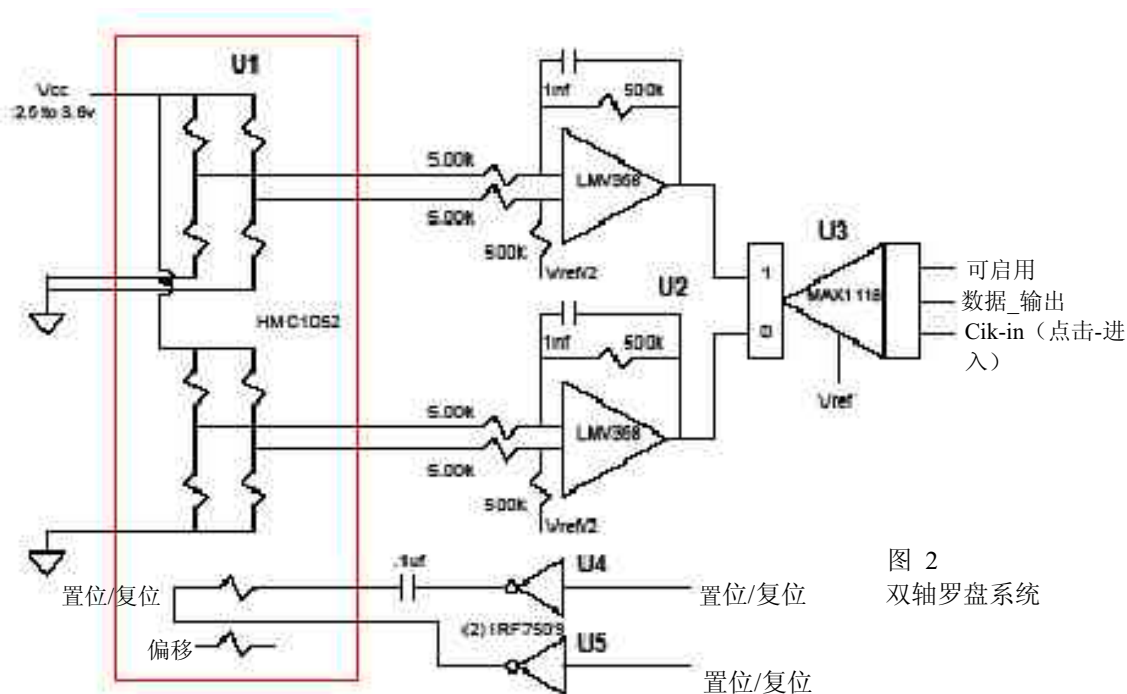 U1
Vcc
2.5 to 3.6v
1nf
500k
5.00k
LMV358
5.00k
500k
Vref/2
U3
U2
1
MAX1118
0
可启用
数据_输出
Cik-in（点击-进
入）
Vref
HMC1052
1nf
500k
5.00k
LMV358
5.00k
500k
Vref/2
.1uf
U4
置位/复位
置位/复位
图 2
双轴罗盘系统
(2) IRF7509
U5
偏移
置位/复位